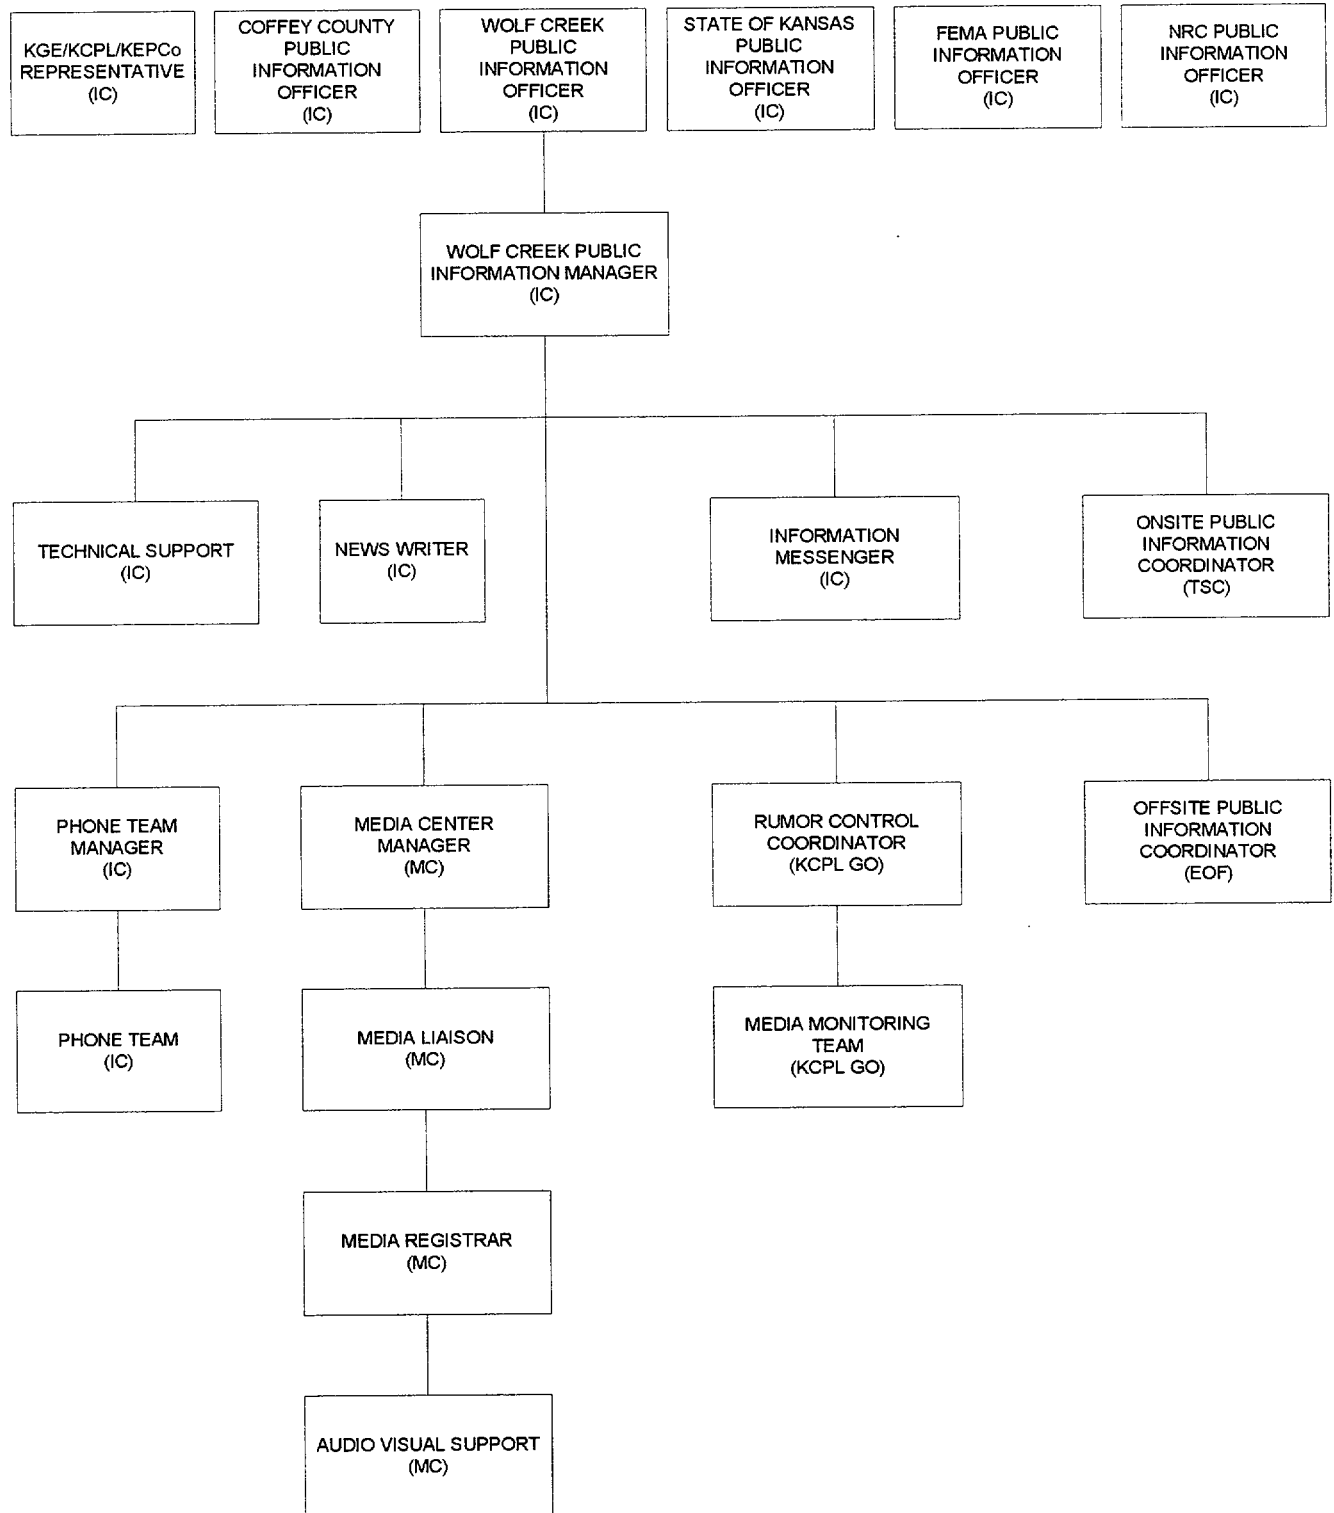 KGE/KCPL/KEPCo
REPRESENTATIVE
(IC)
COFFEY COUNTY
PUBLIC
INFORMATION
OFFICER
(IC)
WOLF CREEK
PUBLIC
INFORMATION
OFFICER
(IC)
STATE OF KANSAS
PUBLIC
INFORMATION
OFFICER
(IC)
FEMA PUBLIC
INFORMATION
OFFICER
(IC)
NRC PUBLIC
INFORMATION
OFFICER
(IC)
WOLF CREEK PUBLIC
INFORMATION MANAGER
(IC)
TECHNICAL SUPPORT
(IC)
NEWS WRITER
(IC)
INFORMATION
MESSENGER
(IC)
ONSITE PUBLIC
INFORMATION
COORDINATOR
(TSC)
PHONE TEAM
MANAGER
(IC)
MEDIA CENTER
MANAGER
(MC)
RUMOR CONTROL
COORDINATOR
(KCPL GO)
OFFSITE PUBLIC
INFORMATION
COORDINATOR
(EOF)
PHONE TEAM
(IC)
MEDIA LIAISON
(MC)
MEDIA MONITORING
TEAM
(KCPL GO)
MEDIA REGISTRAR
(MC)
AUDIO VISUAL SUPPORT
(MC)